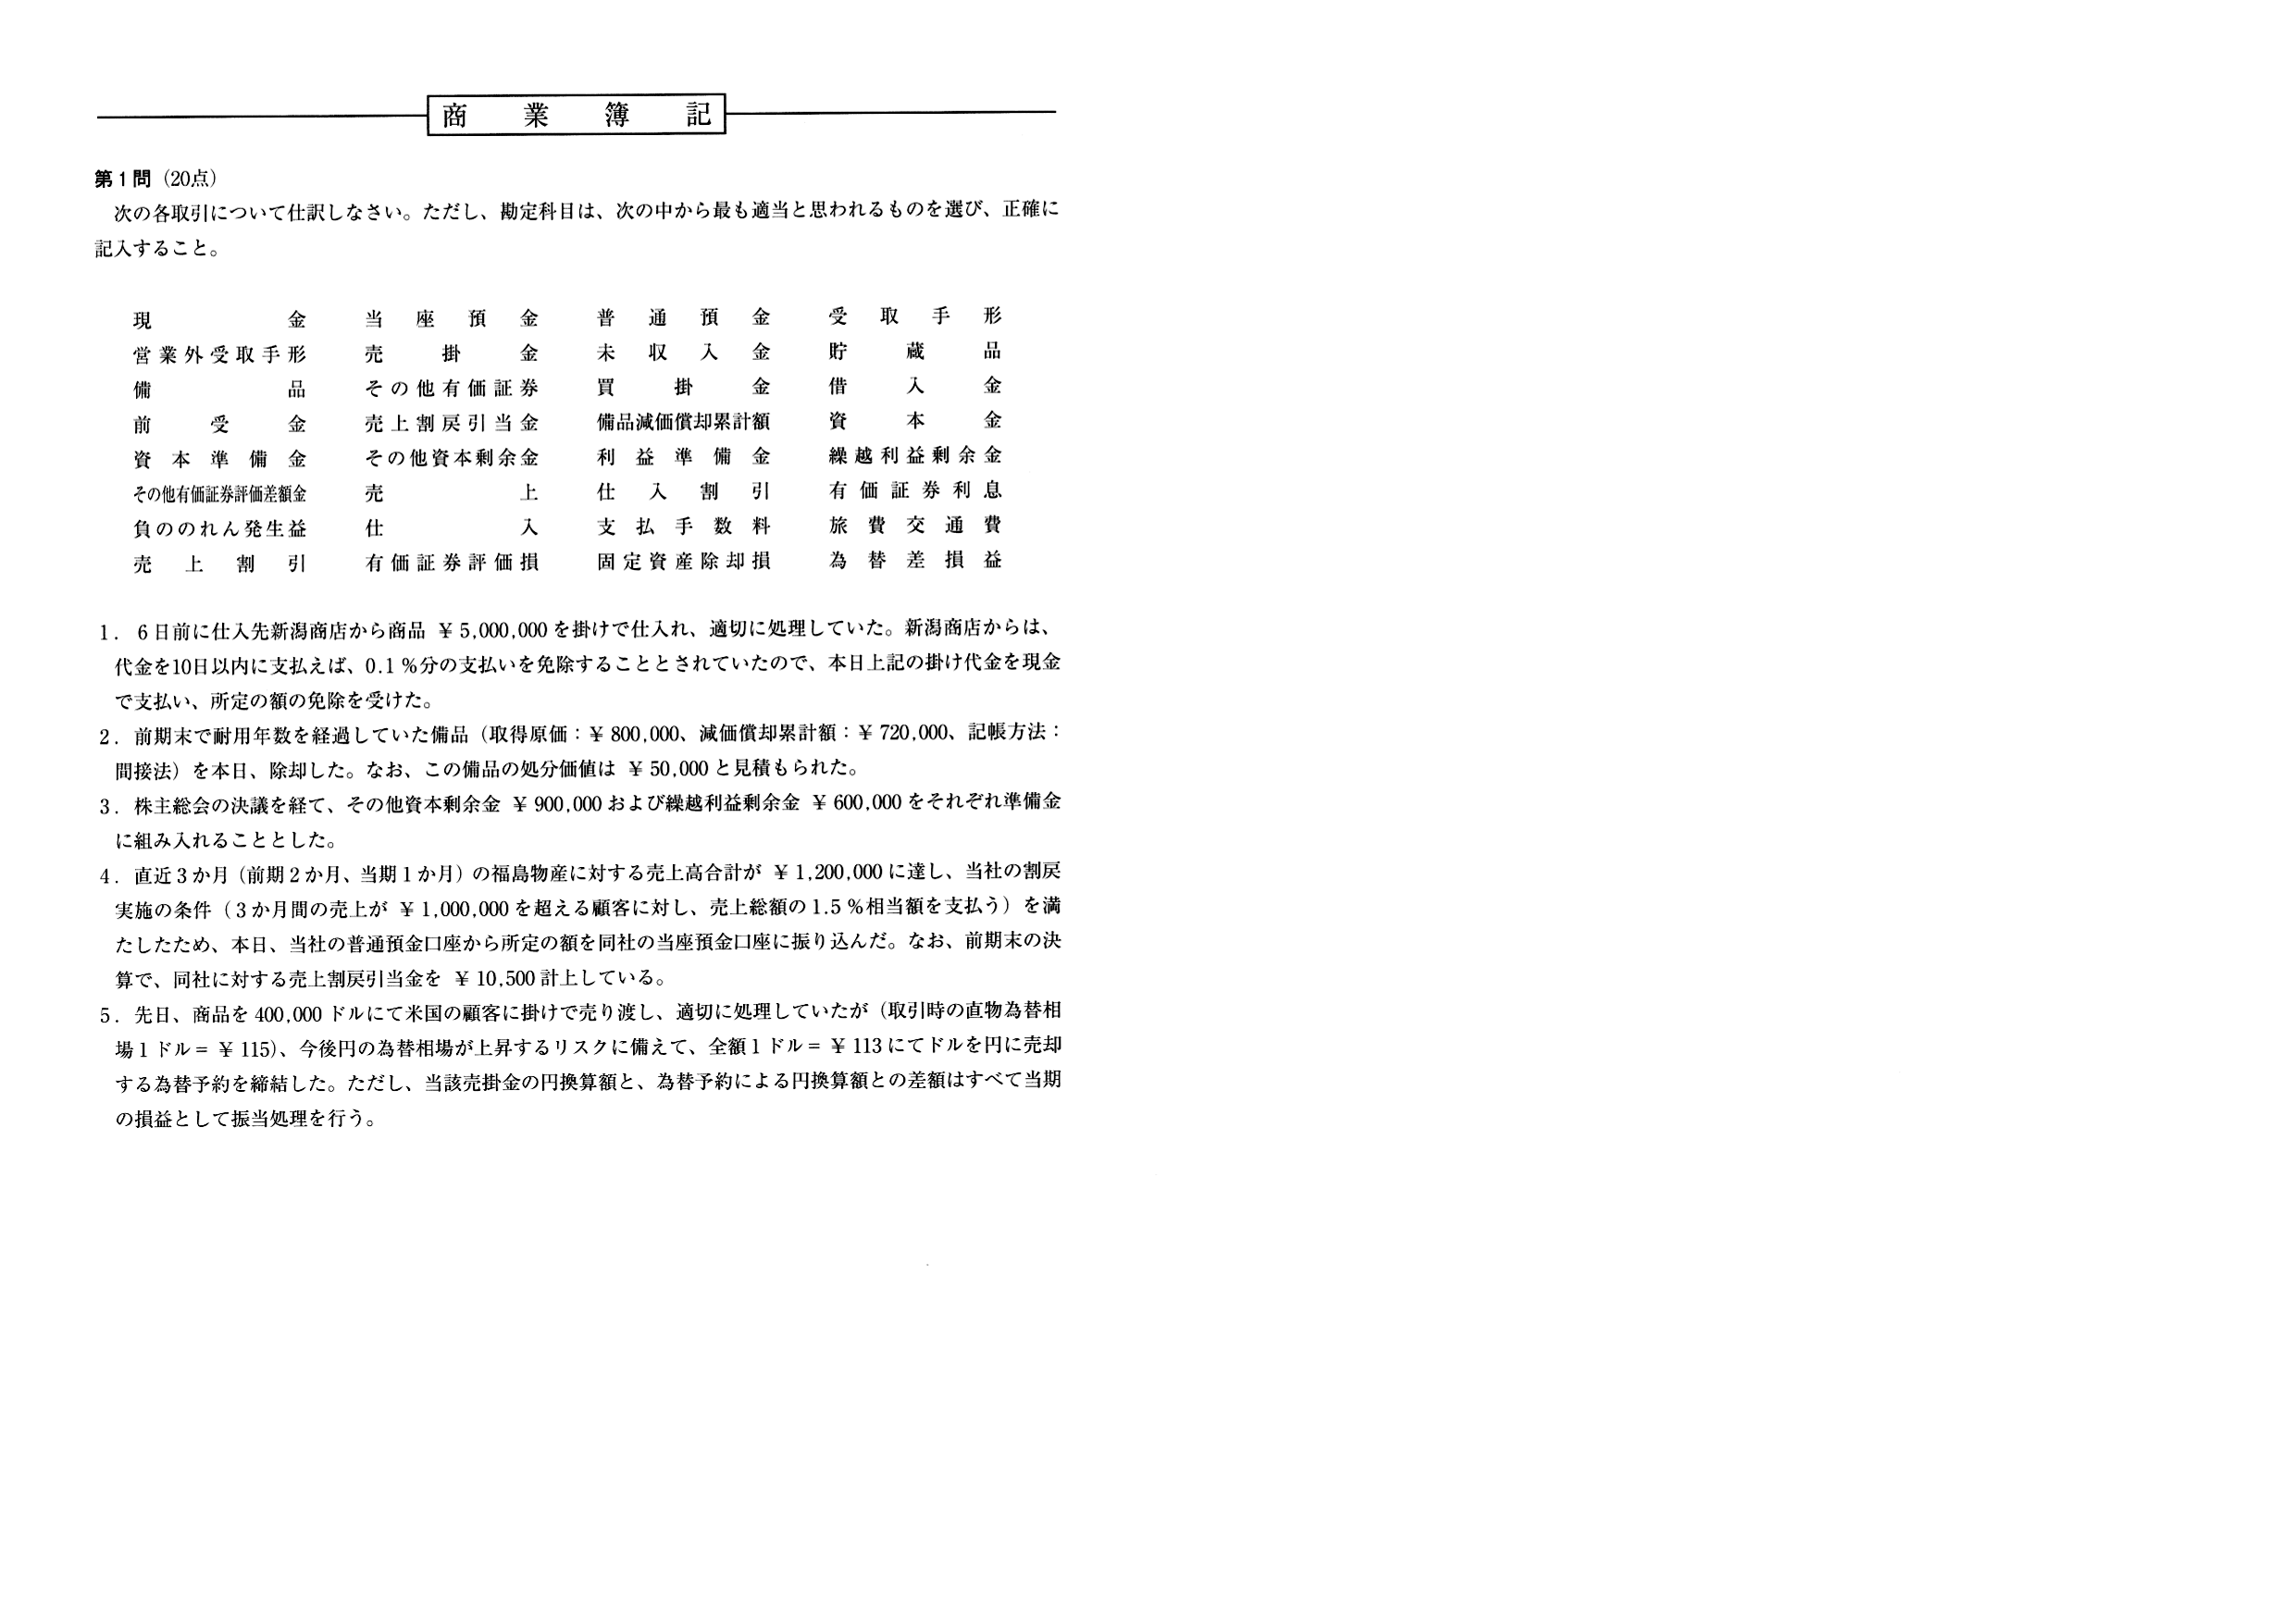 商業簿記
第1問（20点）
次の各取引について仕訳しなさい。ただし、勘定科目は、次の中から最も適当と思われるものを選び、正確に
記入すること。
現金 当座預金 普通預金 受取手形
営業外受取手形 売掛金 未収入金 貯蔵品
備品 その他有価証券 買掛金 借入金
前受金 売上割戻引当金 備品減価償却累計額 資本金
資本準備金 その他資本剰余金 利益準備金 繰越利益剰余金
その他有価証券評価差額金 売上 仕入割引 有価証券利息
負ののれん発生益 仕入 支払手数料 旅費交通費
売上割引 有価証券評価損 固定資産除却損 為替差損益
1．6日前に仕入先新潟商店から商品 ￥5,000,000を掛けで仕入れ、適切に処理していた。新潟商店からは、
代金を10日以内に支払えば、0.1％分の支払いを免除することとされていたので、本日上記の掛け代金を現金
で支払い、所定の額の免除を受けた。
2．前期末で耐用年数を経過していた備品（取得原価：￥800,000、減価償却累計額：￥720,000、記帳方法：
間接法）を本日、除却した。なお、この備品の処分価値は ￥50,000と見積もられた。
3．株主総会の決議を経て、その他資本剰余金 ￥900,000および繰越利益剰余金 ￥600,000をそれぞれ準備金
に組み入れることとした。
4．直近3か月（前期2か月、当期1か月）の福島物産に対する売上高合計が ￥1,200,000に達し、当社の割戻
実施の条件（3か月間の売上が ￥1,000,000を超える顧客に対し、売上総額の1.5％相当額を支払う）を満
たしたため、本日、当社の普通預金口座から所定の額を同社の当座預金口座に振り込んだ。なお、前期末の決
算で、同社に対する売上割戻引当金を ￥10,500計上している。
5．先日、商品を400,000ドルにて米国の顧客に掛けで売り渡し、適切に処理していたが（取引時の直物為替相
場1ドル＝￥115）、今後円の為替相場が上昇するリスクに備えて、全額1ドル＝￥113にてドルを円に売却
する為替予約を締結した。ただし、当該売掛金の円換算額と、為替予約による円換算額との差額はすべて当期
の損益として振当処理を行う。